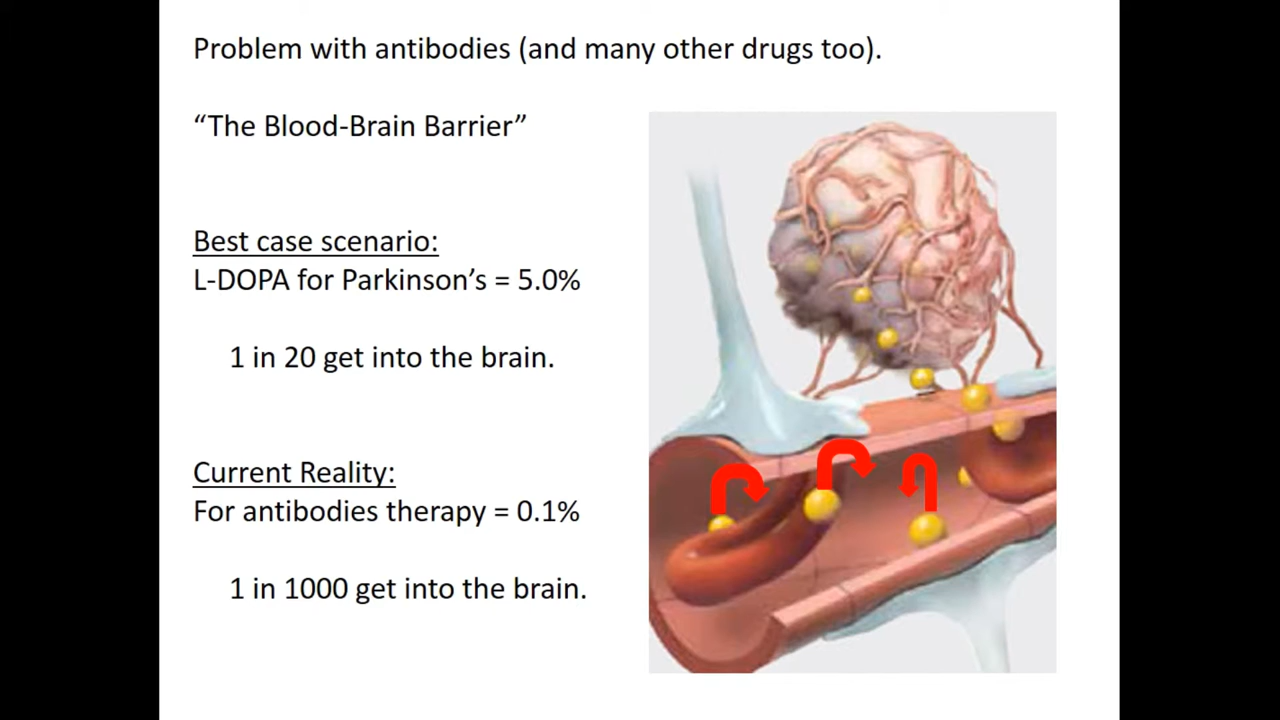 Problem with antibodies (and many other drugs too).
“The Blood-Brain Barrier”
Best case scenario:
L-DOPA for Parkinson’s = 5.0%
1 in 20 get into the brain.
Current Reality:
For antibodies therapy = 0.1%
1 in 1000 get into the brain.